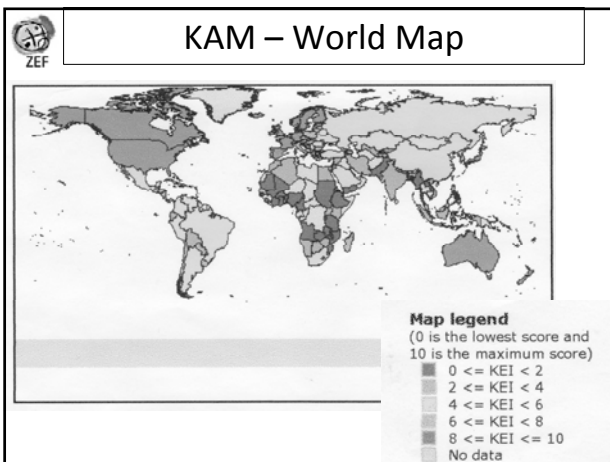 KAM – World Map
ZEF
Map legend
(0 is the lowest score and
10 is the maximum score)
0 <= KEI < 2
2 <= KEI < 4
4 <= KEI < 6
6 <= KEI < 8
8 <= KEI <= 10
No data